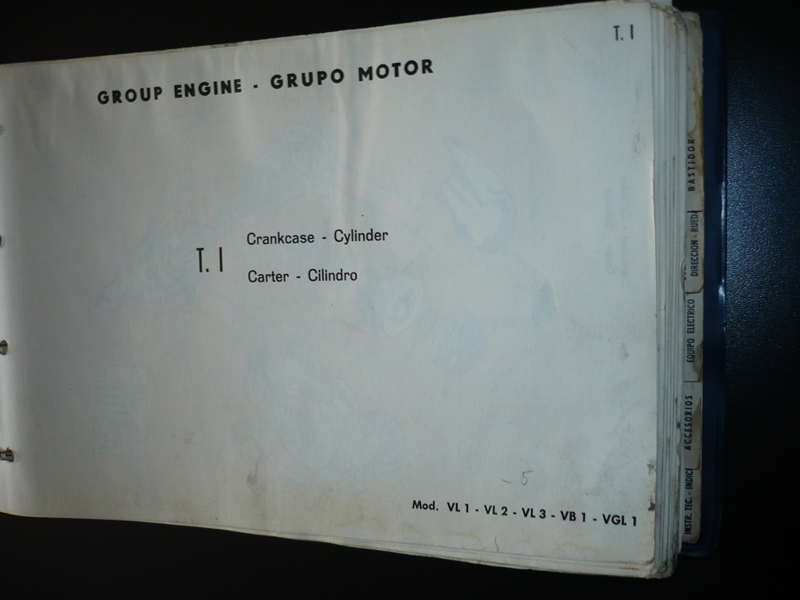 T. I
GROUP ENGINE - GRUPO MOTOR
T. I
Crankcase - Cylinder
Carter - Cilindro
- 5
Mod. VL 1 - VL 2 - VL 3 - VB 1 - VGL 1
BASTIDOR
DIRECCION - RUED
EQUIPO ELECTRICO
ACCESORIOS
INSTR. TEC. - INDICE